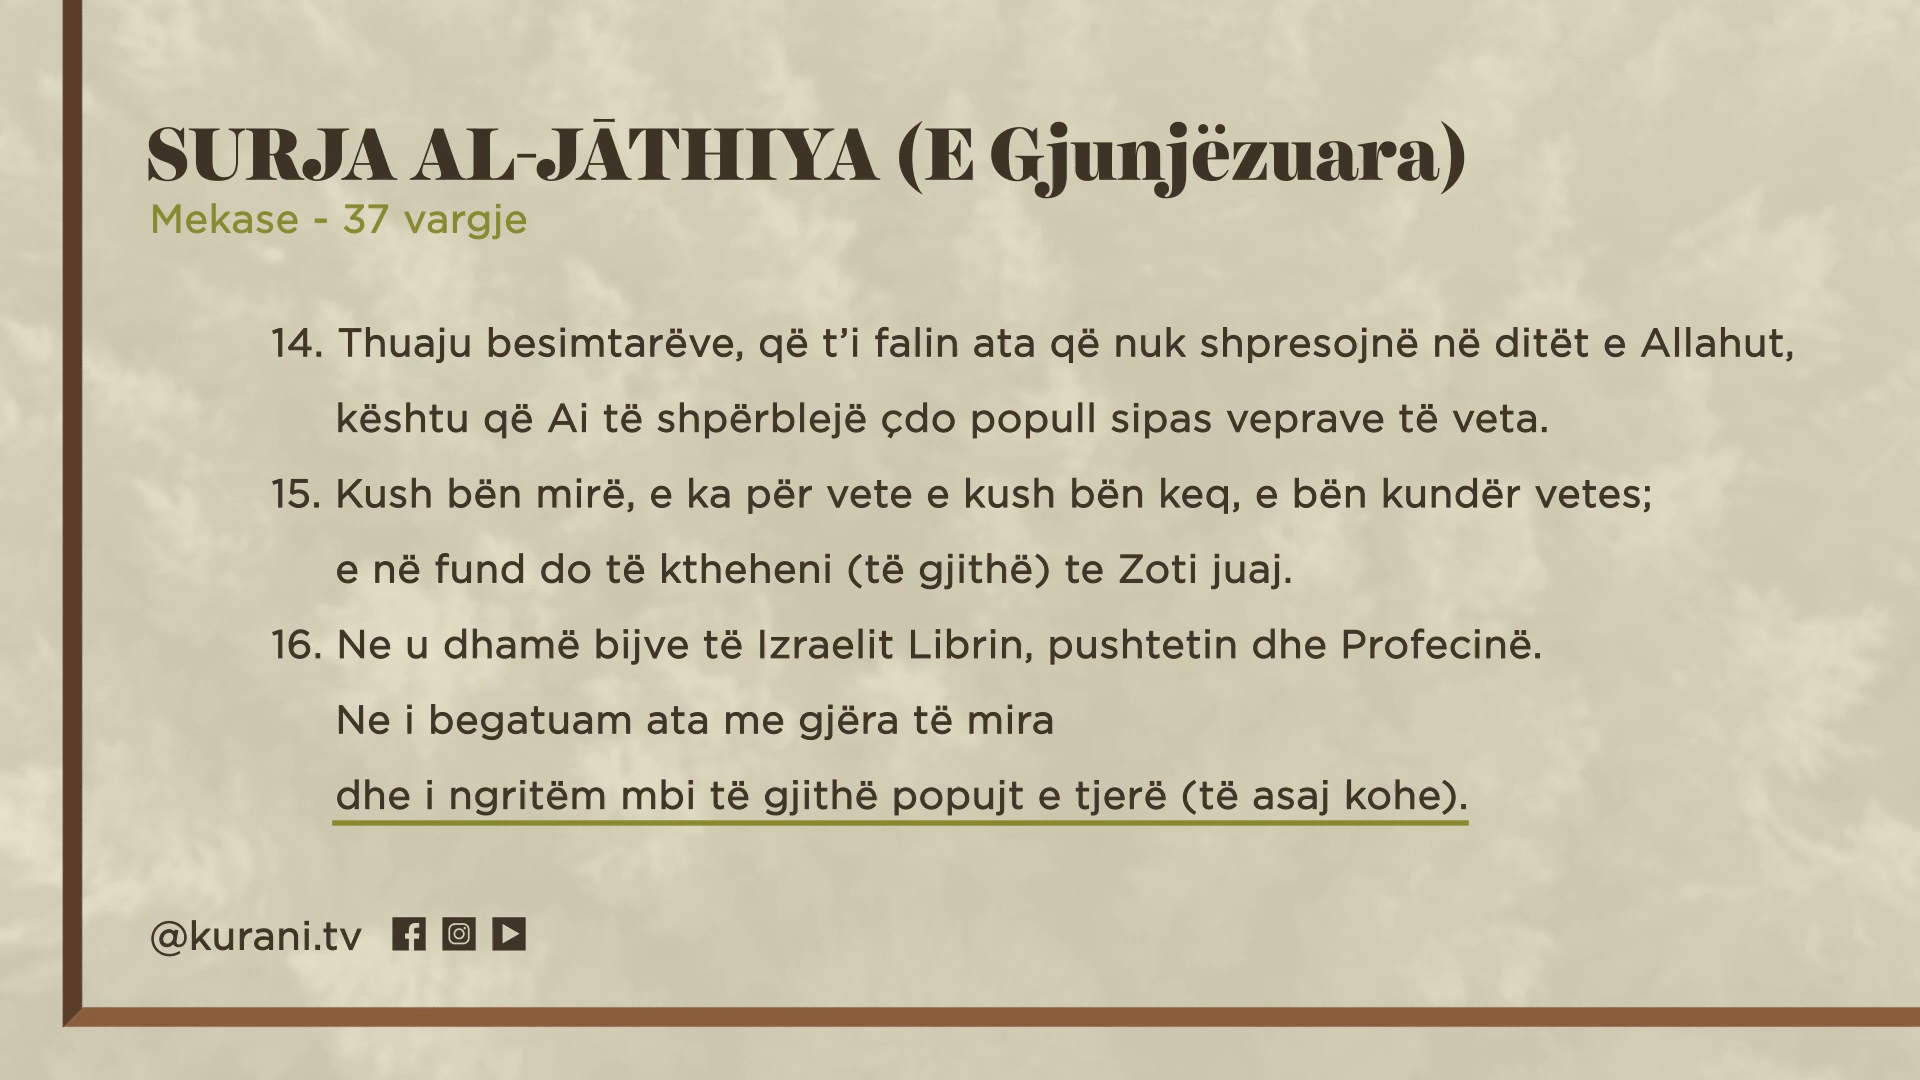 SURJA AL-JĀTHIYA (E Gjunjëzuara)
Mekase - 37 vargje
14. Thuaju besimtarëve, që t’i falin ata që nuk shpresojnë në ditët e Allahut,
kështu që Ai të shpërblejë çdo popull sipas veprave të veta.
15. Kush bën mirë, e ka për vete e kush bën keq, e bën kundër vetes;
e në fund do të ktheheni (të gjithë) te Zoti juaj.
16. Ne u dhamë bijve të Izraelit Librin, pushtetin dhe Profecinë.
Ne i begatuam ata me gjëra të mira
dhe i ngritëm mbi të gjithë popujt e tjerë (të asaj kohe).
@kurani.tv